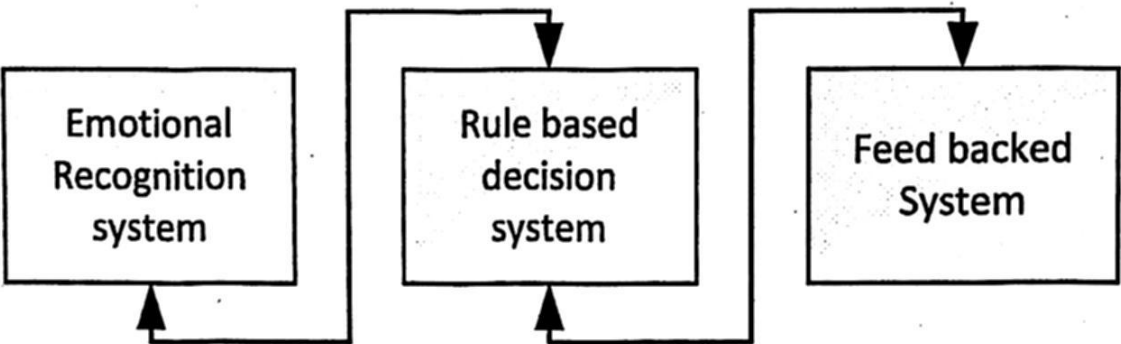 Emotional
Recognition
system
Rule based
decision
system
Feed backed
System